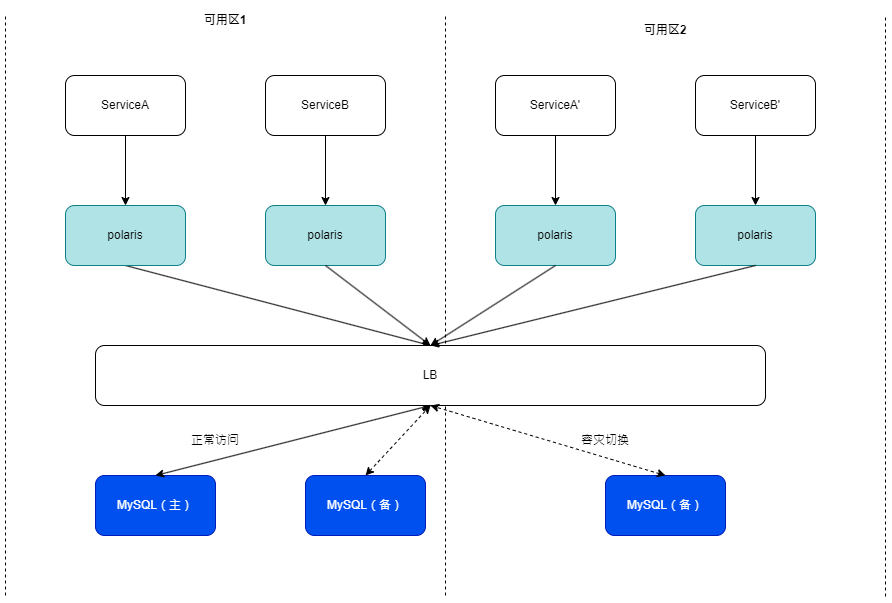 可用区1
可用区2
ServiceA
ServiceB
ServiceA'
ServiceB'
polaris
polaris
polaris
polaris
LB
正常访问
容灾切换
MySQL（主）
MySQL（备）
MySQL（备）